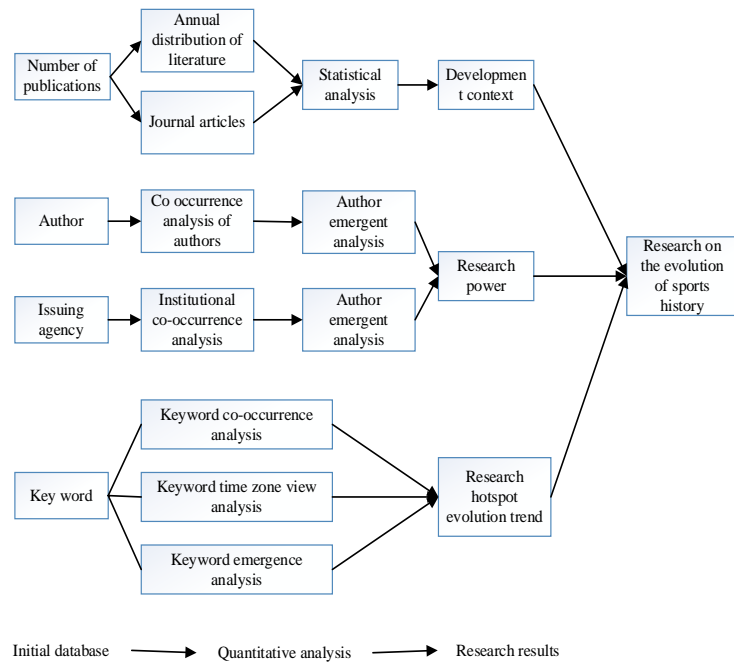 Number of
publications
Annual
distribution of
literature
Journal articles
Statistical
analysis
Developmen
t context
Author
Co occurrence
analysis of
authors
Author
emergent
analysis
Issuing
agency
Institutional
co-occurrence
analysis
Author
emergent
analysis
Research
power
Research on
the evolution
of sports
history
Key word
Keyword co-occurrence
analysis
Keyword time zone view
analysis
Keyword emergence
analysis
Research
hotspot
evolution trend
Initial database
Quantitative analysis
Research results